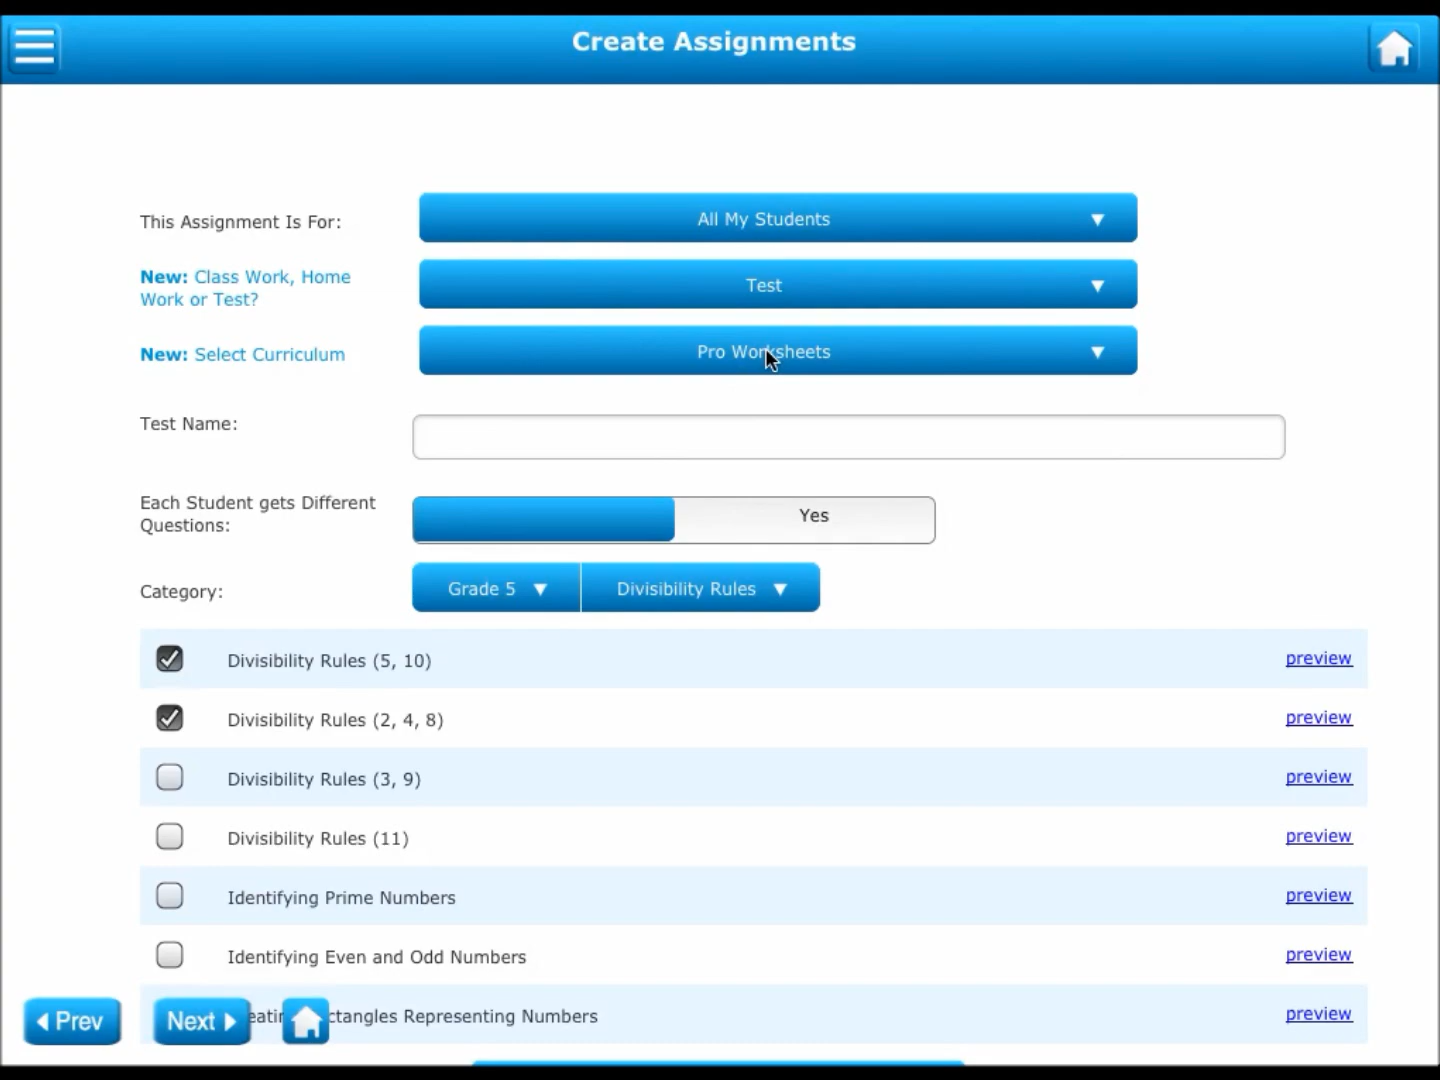 Create Assignments
This Assignment Is For:
All My Students
New: Class Work, Home
Work or Test?
Test
New: Select Curriculum
Pro Worksheets
Test Name:
Each Student gets Different
Questions:
Yes
Category:
Grade 5
Divisibility Rules
Divisibility Rules (5, 10)
preview
Divisibility Rules (2, 4, 8)
preview
Divisibility Rules (3, 9)
preview
Divisibility Rules (11)
preview
Identifying Prime Numbers
preview
Identifying Even and Odd Numbers
preview
Prev
Next
Representing Numbers
preview